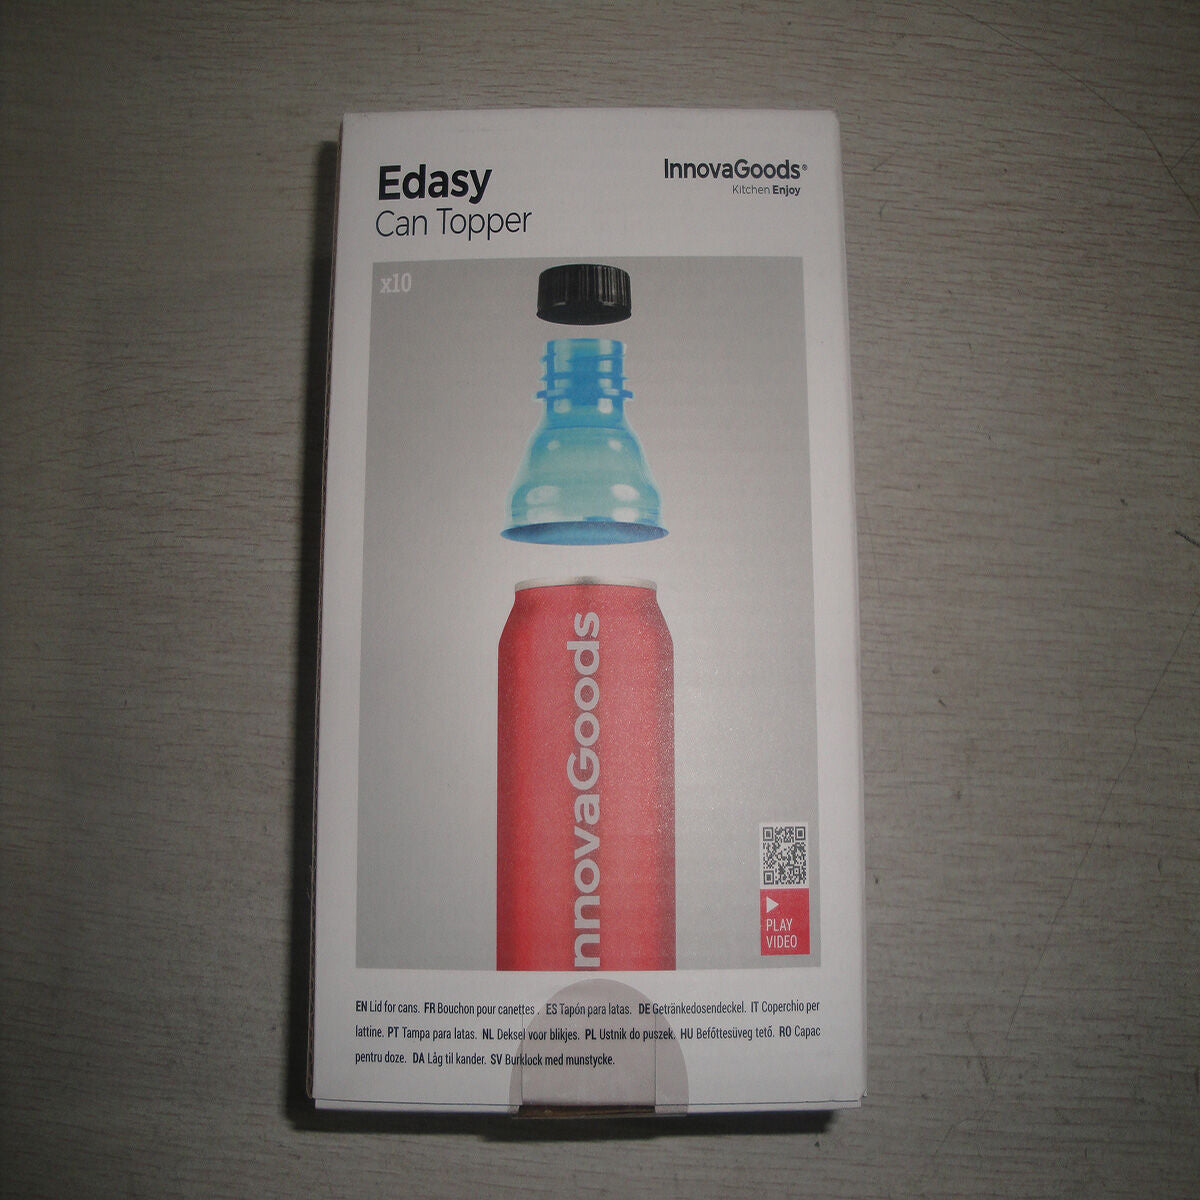 Edasy
Can Topper
InnovaGoods®
Kitchen Enjoy
x10
nnovaGoods
PLAY
VIDEO
EN Lid for cans. FR Bouchon pour canettes . ES Tapón para latas. DE Getränkedosendeckel. IT Coperchio per
lattine. PT Tampa para latas. NL Deksel voor blikjes. PL Ustnik do puszek. HU Befőttesüveg tető. RO Capac
pentru doze. DA Låg til kander. SV Burklock med munstycke.